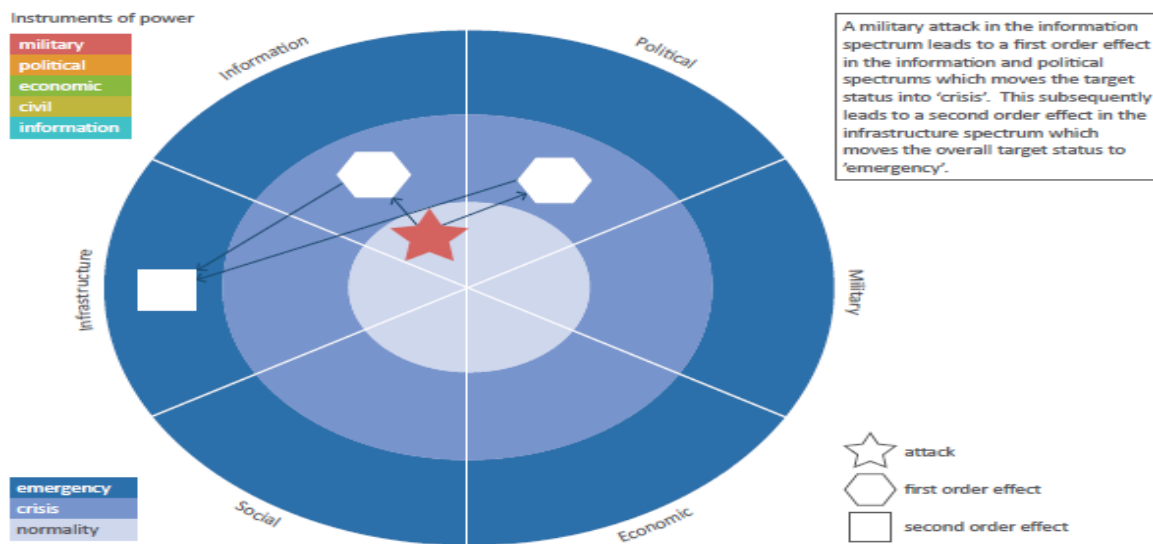 Instruments of power
military
political
economic
civil
information
Information
Political
A military attack in the information
spectrum leads to a first order effect
in the information and political
spectrums which moves the target
status into 'crisis'.  This subsequently
leads to a second order effect in the
infrastructure spectrum which
moves the overall target status to
'emergency'.
Infrastructure
Military
Social
Economic
emergency
crisis
normality
attack
first order effect
second order effect